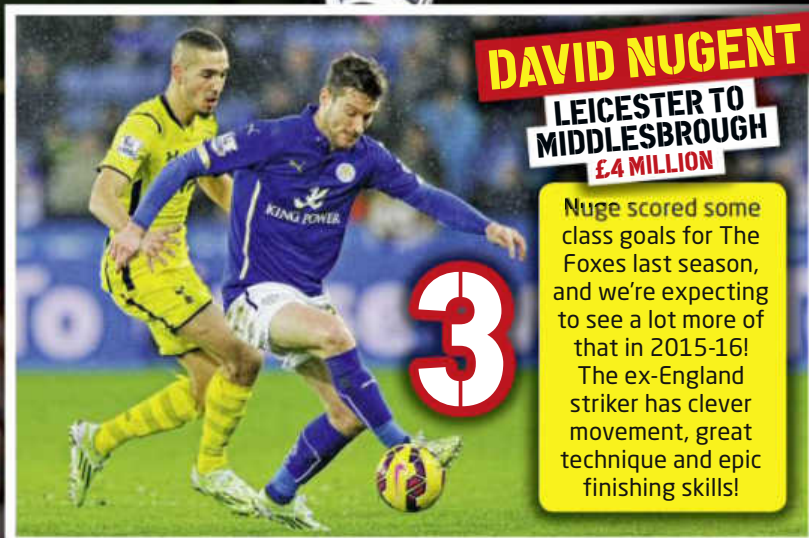 DAVID NUGENT
LEICESTER TO
MIDDLESBROUGH
£4 MILLION
Nuge scored some
class goals for The
Foxes last season,
and we're expecting
to see a lot more of
that in 2015-16!
The ex-England
striker has clever
movement, great
technique and epic
finishing skills!
3
KING POWER
To